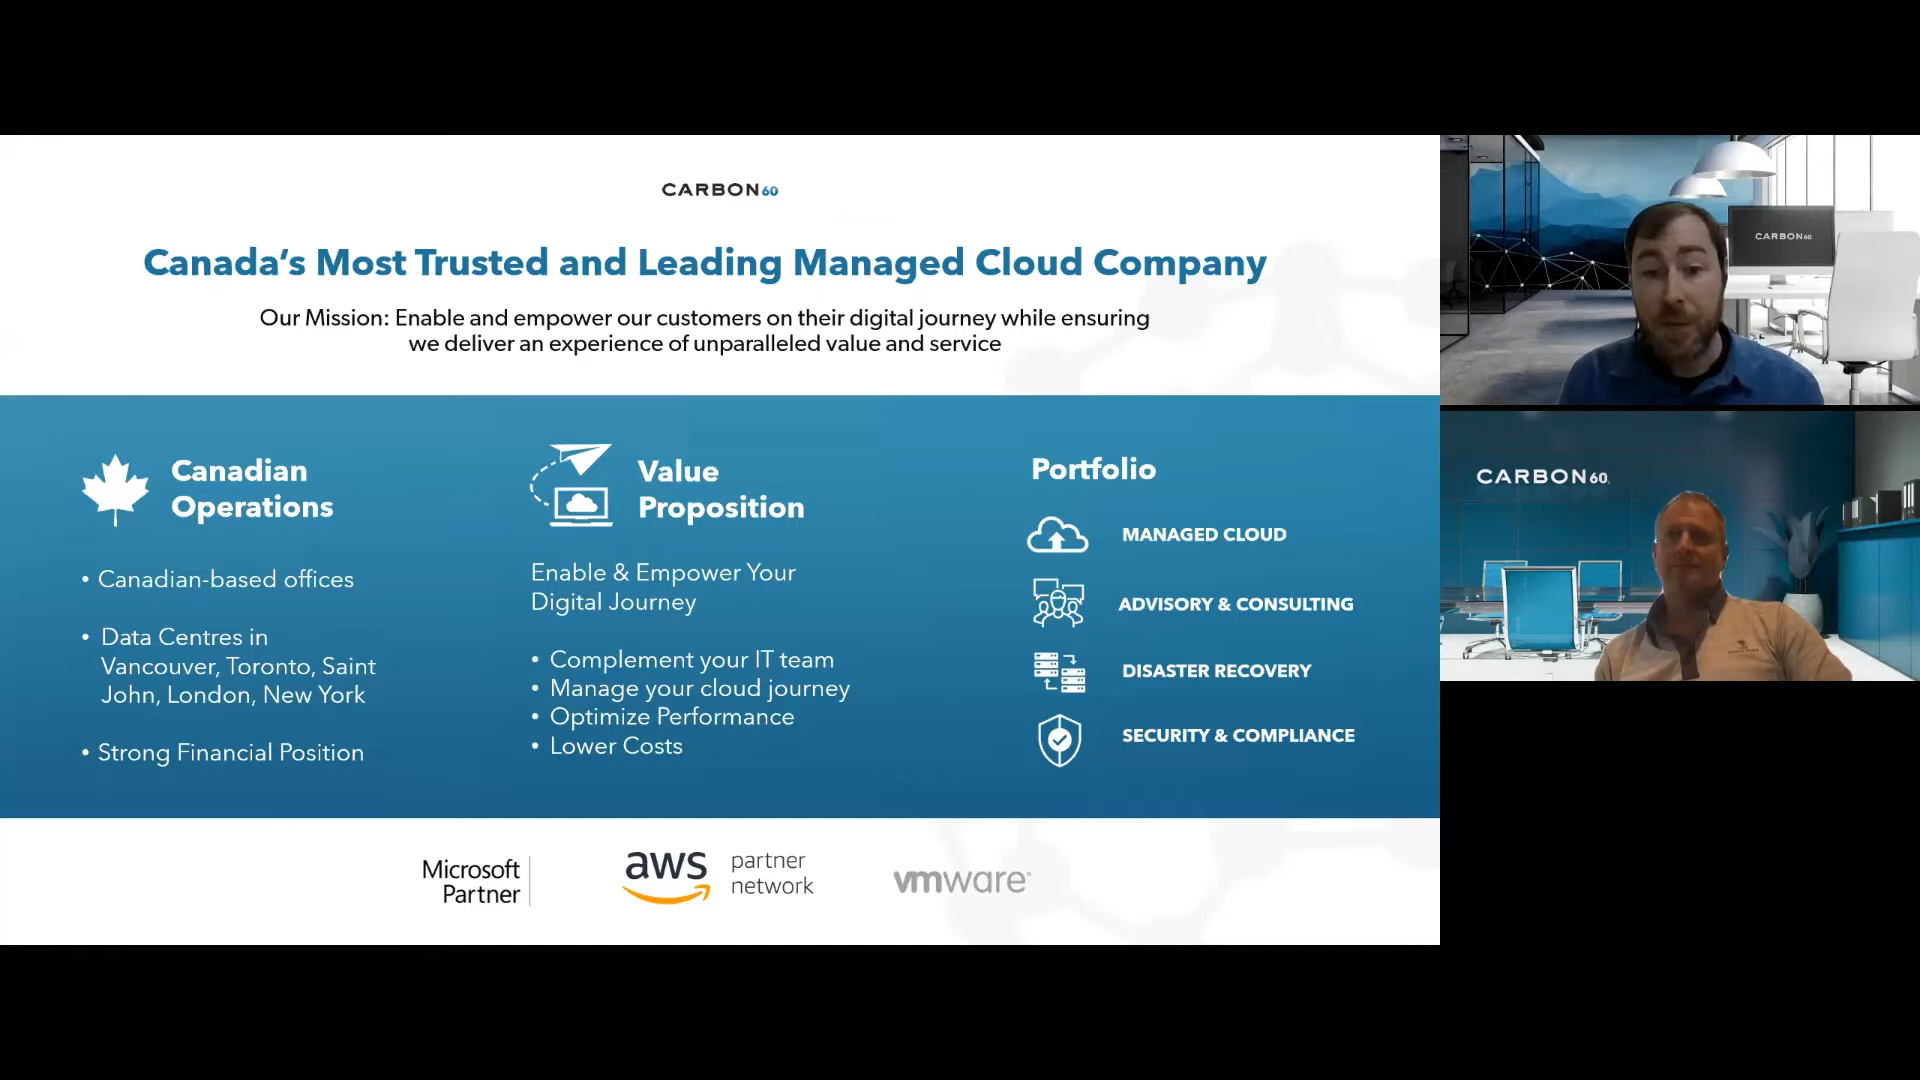 CARBON60
Canada's Most Trusted and Leading Managed Cloud Company
Our Mission: Enable and empower our customers on their digital journey while ensuring
we deliver an experience of unparalleled value and service
Canadian
Operations
• Canadian-based offices
• Data Centres in
Vancouver, Toronto, Saint
John, London, New York
• Strong Financial Position
Value
Proposition
Enable & Empower Your
Digital Journey
• Complement your IT team
• Manage your cloud journey
• Optimize Performance
• Lower Costs
Portfolio
MANAGED CLOUD
ADVISORY & CONSULTING
DISASTER RECOVERY
SECURITY & COMPLIANCE
Microsoft
Partner
aws
partner
network
vmware®
CARBON60
CARBON60